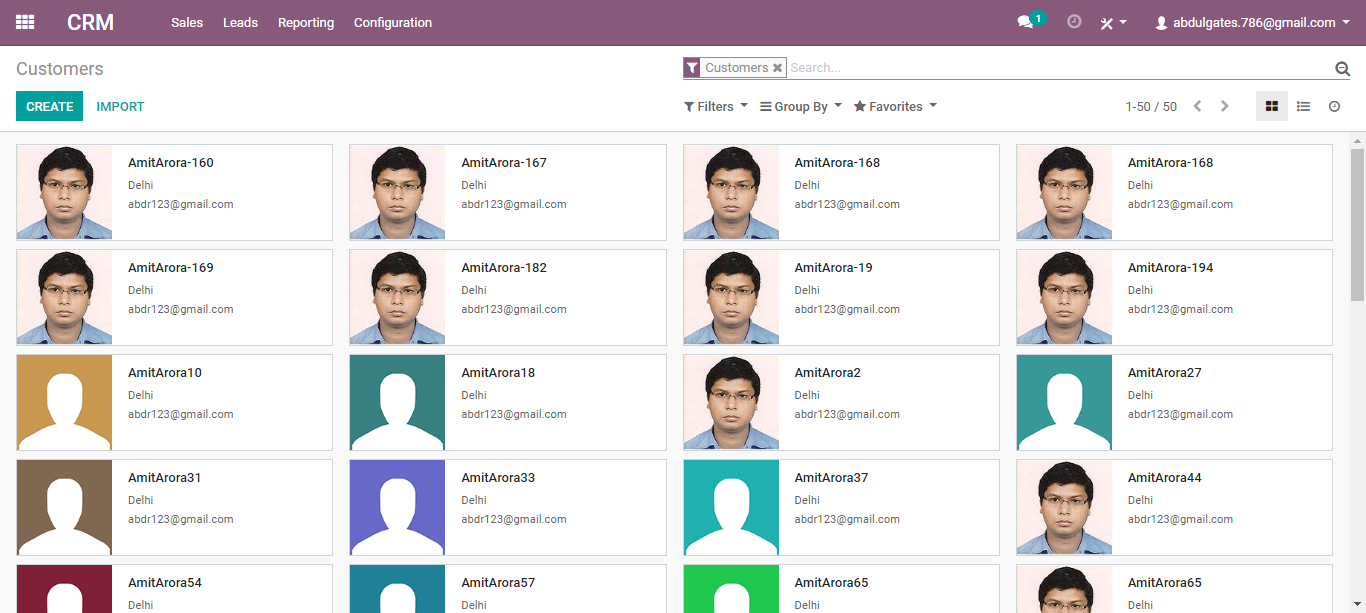 CRM Sales Leads Reporting Configuration 1 abdulgates.786@gmail.com
Customers Customers Search...
CREATE IMPORT Filters Group By Favorites 1-50 / 50
AmitArora-160 AmitArora-167 AmitArora-168 AmitArora-168
Delhi Delhi Delhi Delhi
abdr123@gmail.com abdr123@gmail.com abdr123@gmail.com abdr123@gmail.com
AmitArora-169 AmitArora-182 AmitArora-19 AmitArora-194
Delhi Delhi Delhi Delhi
abdr123@gmail.com abdr123@gmail.com abdr123@gmail.com abdr123@gmail.com
AmitArora10 AmitArora18 AmitArora2 AmitArora27
Delhi Delhi Delhi Delhi
abdr123@gmail.com abdr123@gmail.com abdr123@gmail.com abdr123@gmail.com
AmitArora31 AmitArora33 AmitArora37 AmitArora44
Delhi Delhi Delhi Delhi
abdr123@gmail.com abdr123@gmail.com abdr123@gmail.com abdr123@gmail.com
AmitArora54 AmitArora57 AmitArora65 AmitArora65
Delhi Delhi Delhi Delhi